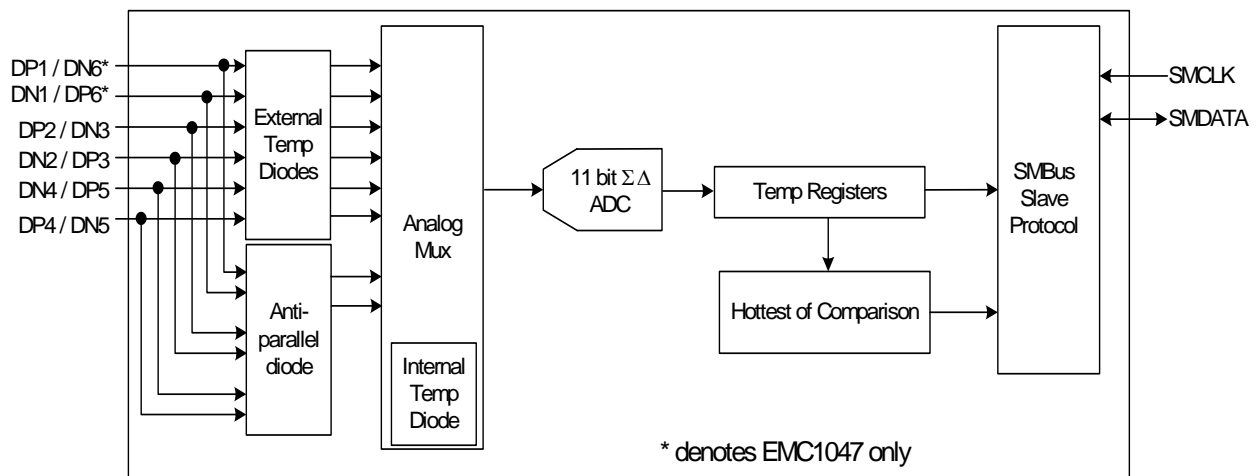 DP1 / DN6*
DN1 / DP6*
DP2 / DN3
DN2 / DP3
DN4 / DP5
DP4 / DN5
External
Temp
Diodes
Anti-
parallel
diode
Analog
Mux
Internal
Temp
Diode
11 bit Σ Δ
ADC
Temp Registers
Hottest of Comparison
SMBus
Slave
Protocol
SMCLK
SMDATA
* denotes EMC1047 only